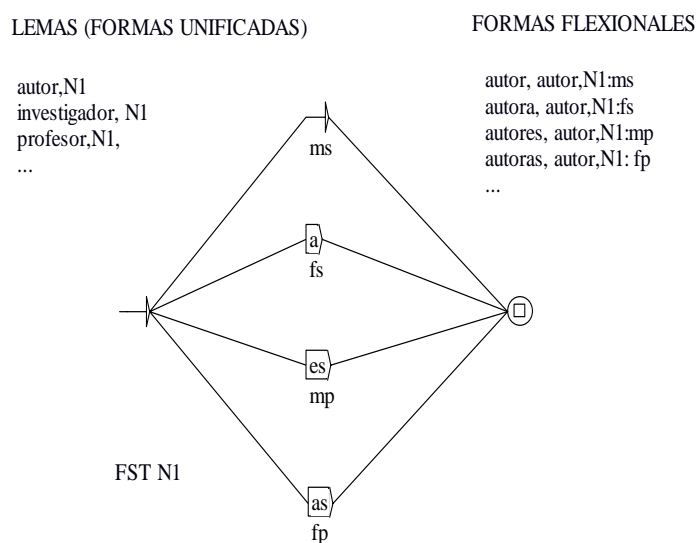 LEMAS (FORMAS UNIFICADAS)
autor,N1
investigador, N1
profesor,N1,
...
FORMAS FLEXIONALES
autor, autor,N1:ms
autora, autor,N1:fs
autores, autor,N1:mp
autoras, autor,N1: fp
...
ms
a
fs
es
mp
as
fp
FST N1